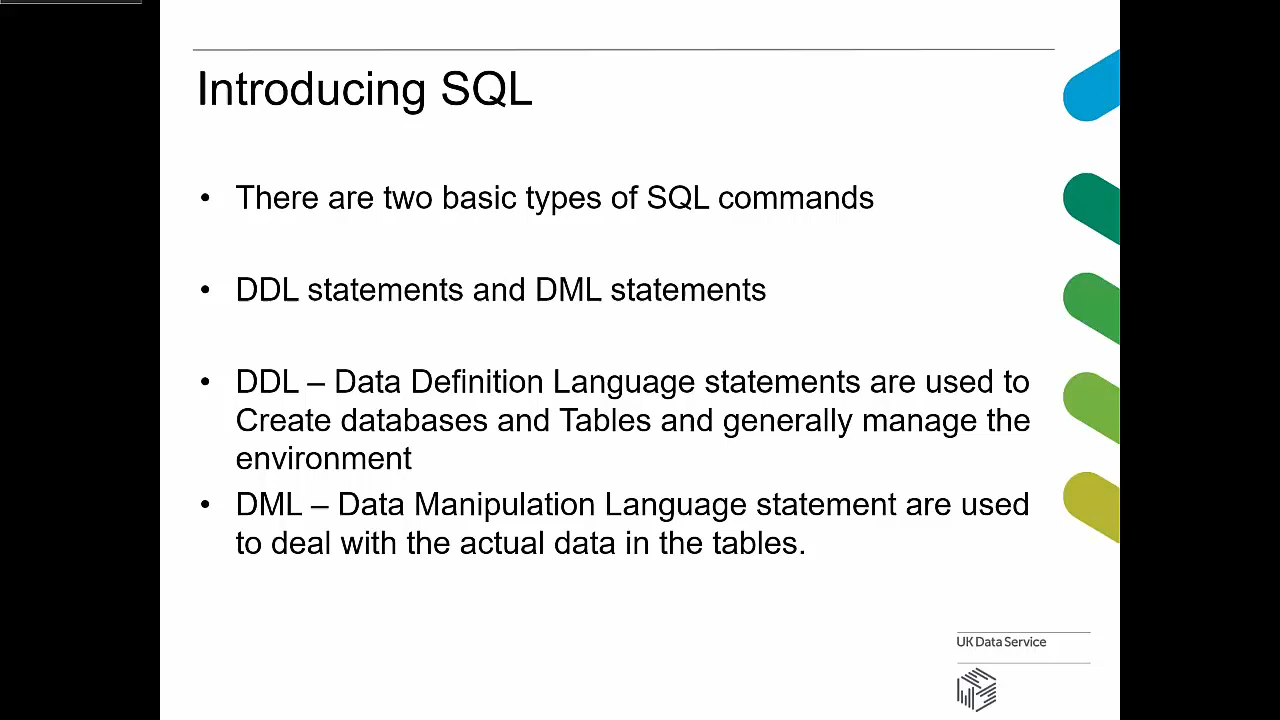 Introducing SQL
• There are two basic types of SQL commands
• DDL statements and DML statements
• DDL – Data Definition Language statements are used to
Create databases and Tables and generally manage the
environment
• DML – Data Manipulation Language statement are used
to deal with the actual data in the tables.
UK Data Service